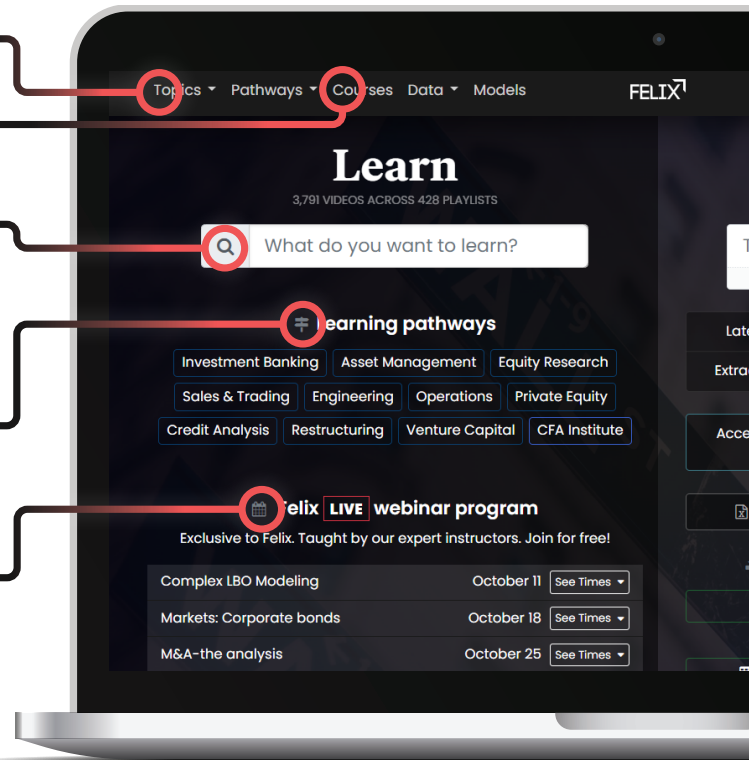 Topics Pathways Courses Data Models
FELIX
Learn
3,791 VIDEOS ACROSS 428 PLAYLISTS
What do you want to learn?
Learning pathways
Investment Banking Asset Management Equity Research
Sales & Trading Engineering Operations Private Equity
Credit Analysis Restructuring Venture Capital CFA Institute
Felix LIVE webinar program
Exclusive to Felix. Taught by our expert instructors. Join for free!
Complex LBO Modeling October 11 See Times
Markets: Corporate bonds October 18 See Times
M&A-the analysis October 25 See Times